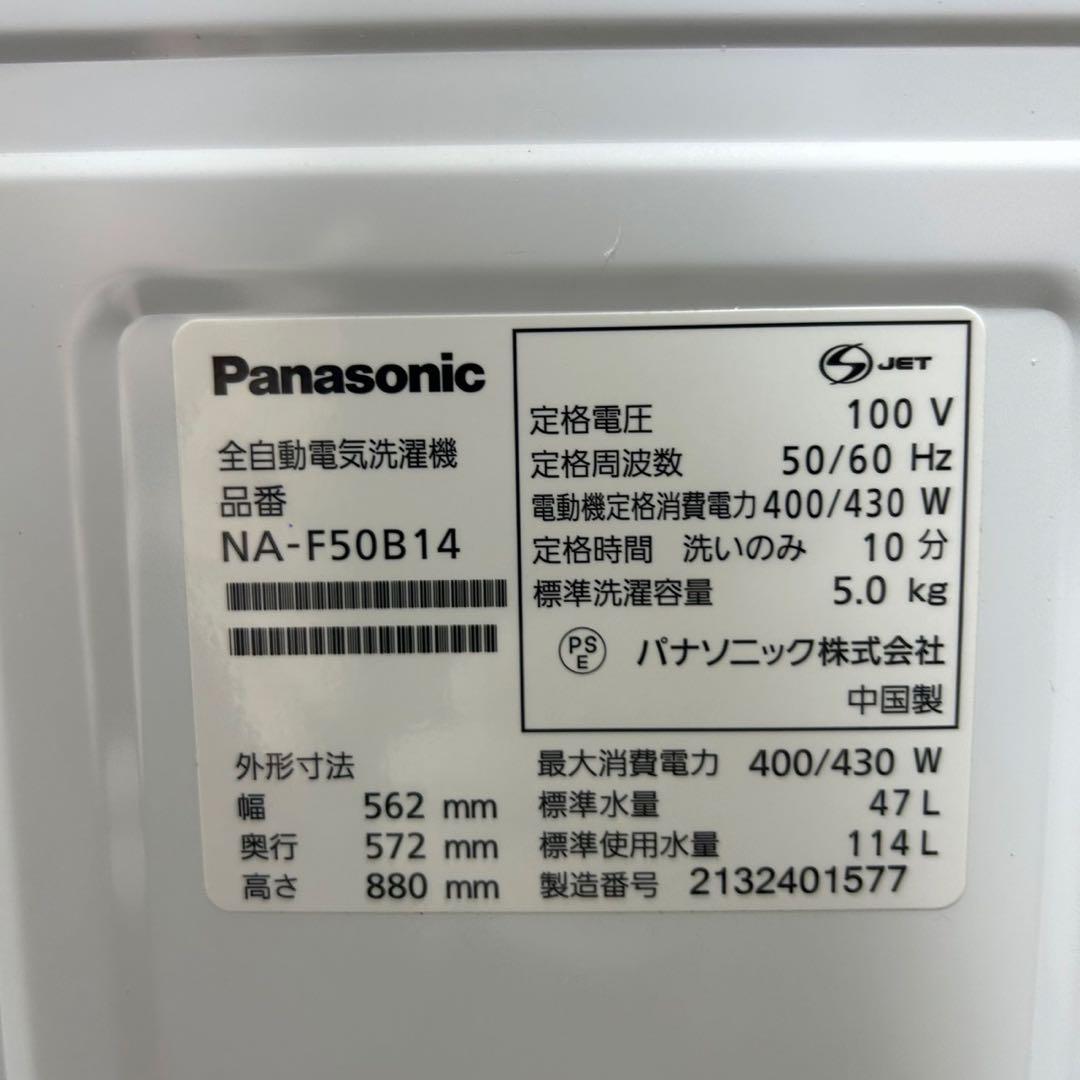 Panasonic
全自動電気洗濯機
品番
NA-F50B14
S JET
定格電圧 100 V
定格周波数 50/60 Hz
電動機定格消費電力 400/430 W
定格時間 洗いのみ 10 分
標準洗濯容量 5.0 kg
PSE パナソニック株式会社
中国製
外形寸法
幅 562 mm
奥行 572 mm
高さ 880 mm
最大消費電力 400/430 W
標準水量 47 L
標準使用水量 114 L
製造番号 2132401577